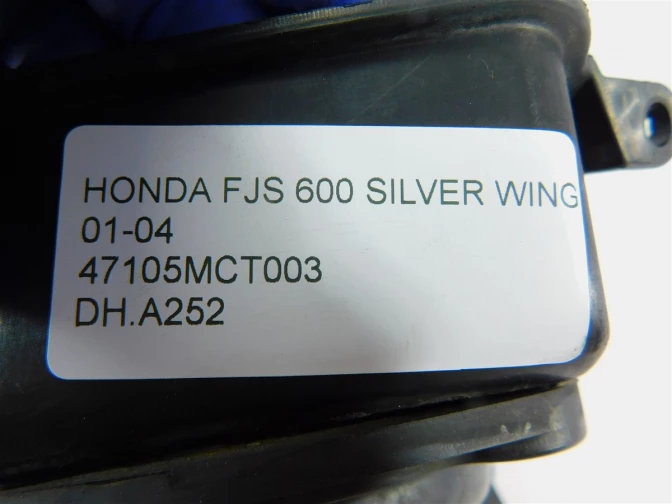 HONDA FJS 600 SILVER WING
01-04
47105MCT003
DH.A252